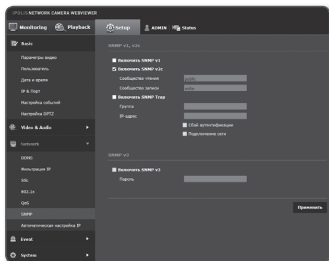 iPOLIS NETWORK CAMERA WEBVIEWER
Monitoring
Playback
Setup
ADMIN
Status
Basic
Параметры видео
Пользователь
Дата и время
IP & Порт
Настройка событий
Настройка DPTZ
Video & Audio
Network
DDNS
Фильтрация IP
SSL
802.1x
QoS
SNMP
Автоматическая настройка IP
Event
System
SNMP v1, v2c
Включить SNMP v1
Включить SNMP v2c
Сообщество чтения
public
Сообщество записи
Включить SNMP Trap
Группа
IP-адрес
Сбой аутентификации
Подключение сети
SNMP v3
Включить SNMP v3
Пароль
Применить